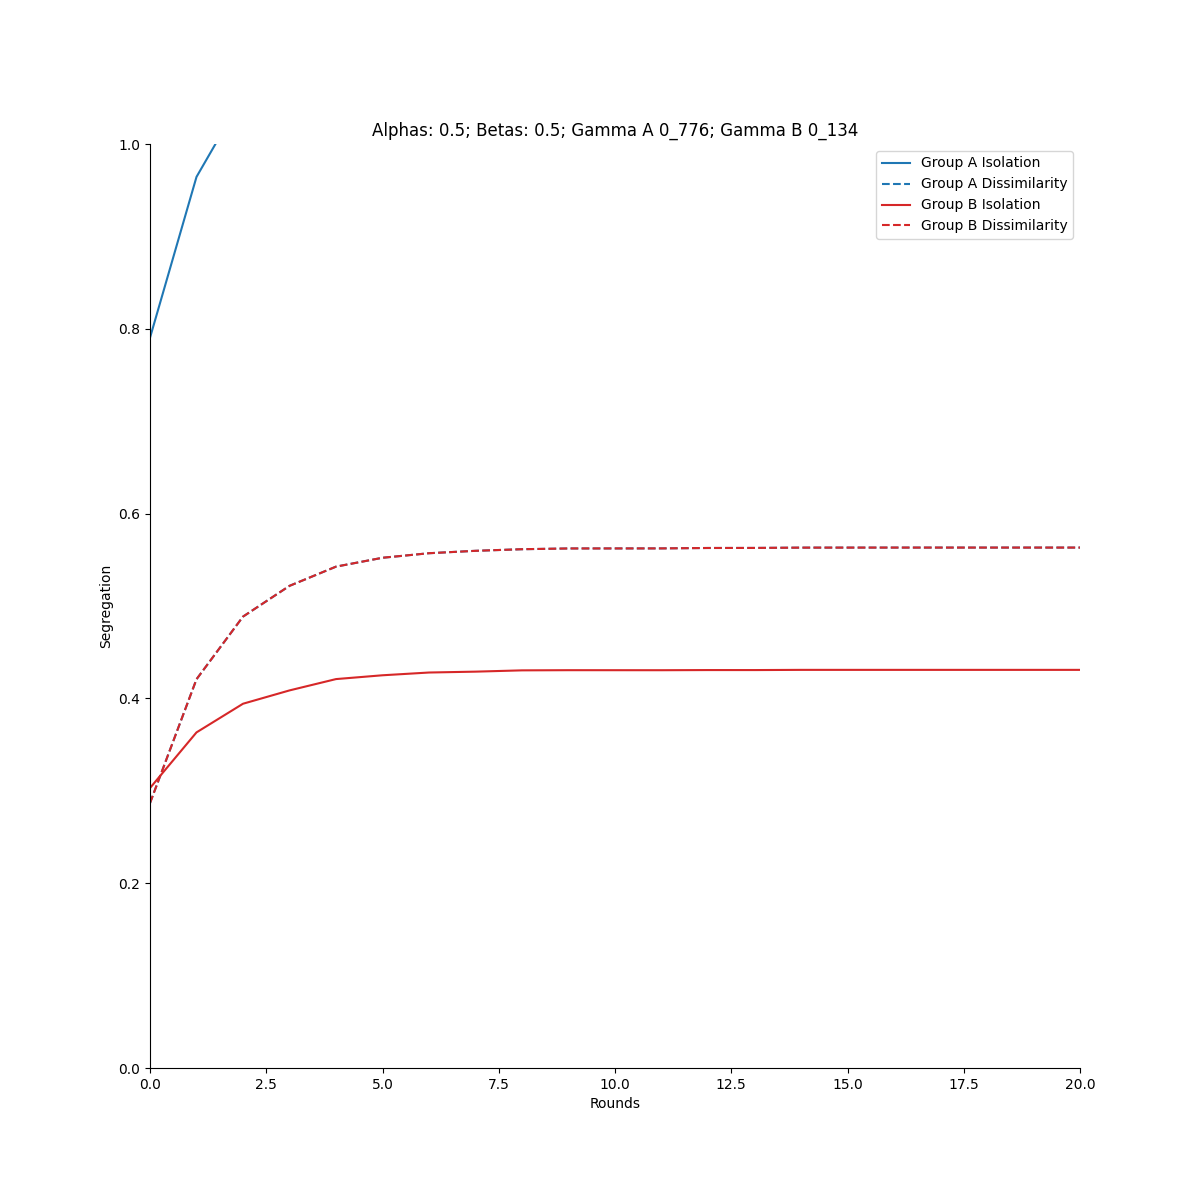 Alphas: 0.5; Betas: 0.5; Gamma A 0_776; Gamma B 0_134
1.0
0.8
0.6
0.4
0.2
0.0
Segregation
Group A Isolation
Group A Dissimilarity
Group B Isolation
Group B Dissimilarity
0.0 2.5 5.0 7.5 10.0 12.5 15.0 17.5 20.0
Rounds